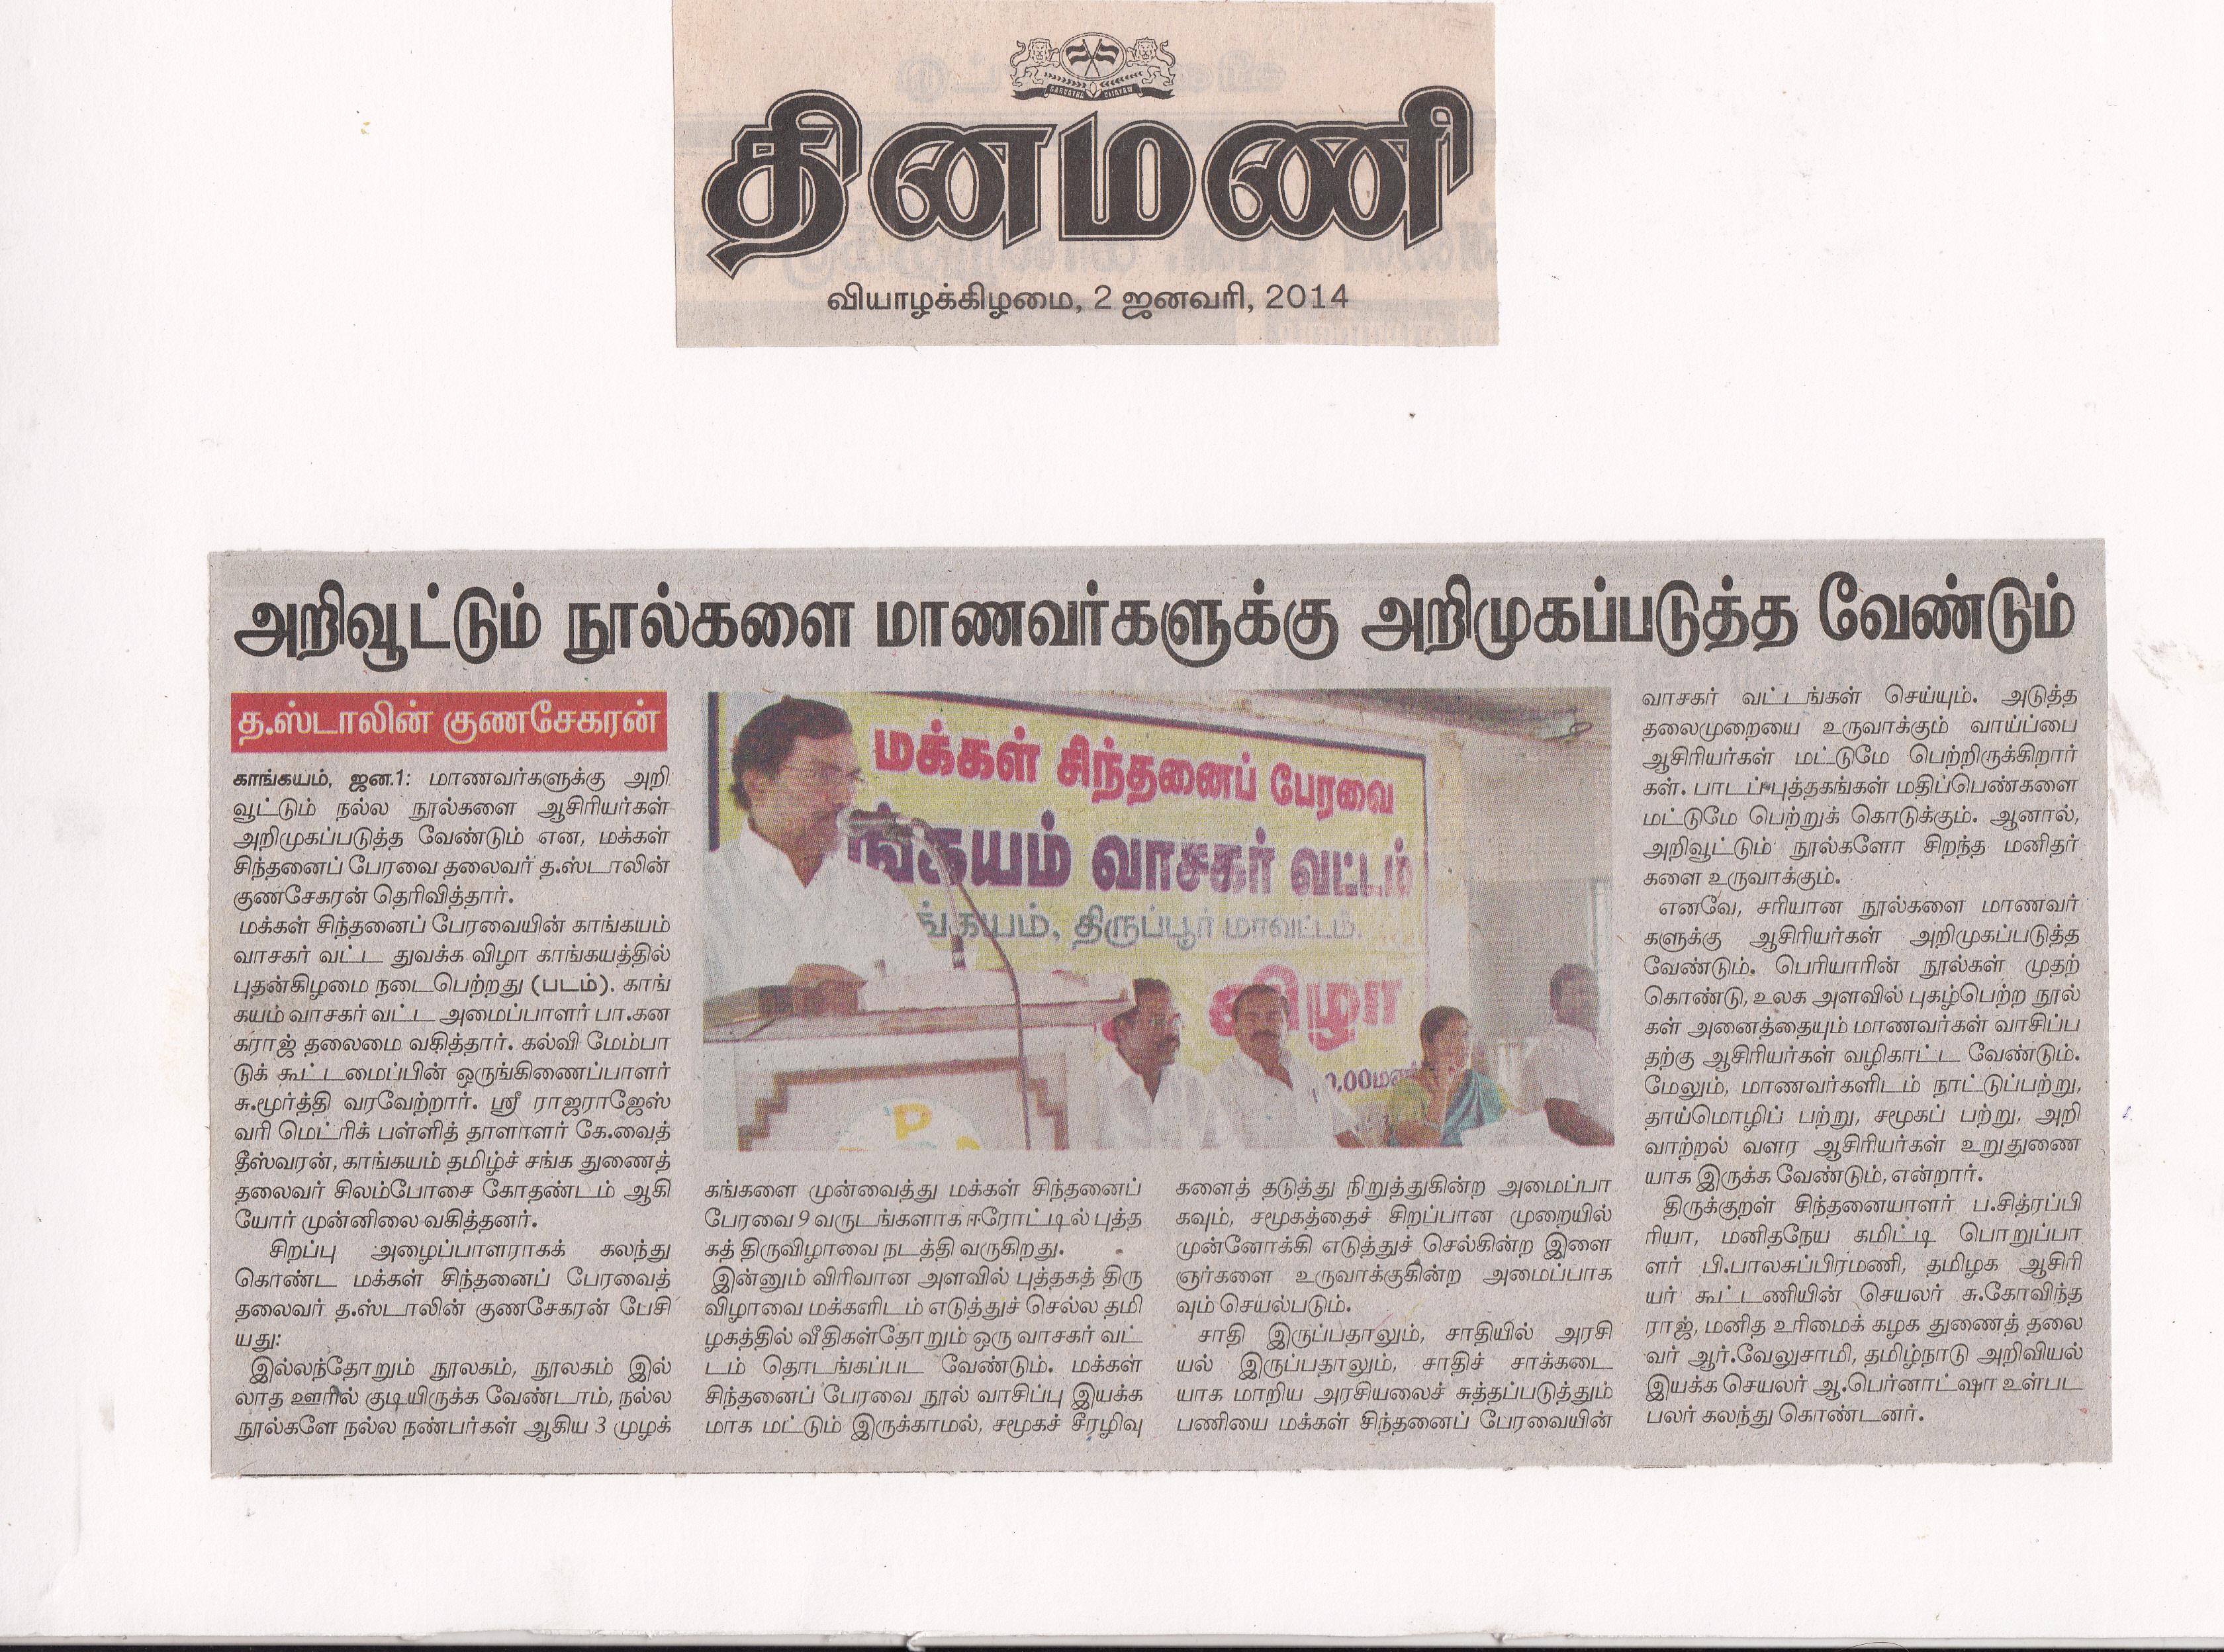 தினமணி
வியாழக்கிழமை, 2 ஜனவரி, 2014
அறிவூட்டும் நூல்களை மாணவர்களுக்கு அறிமுகப்படுத்த வேண்டும்
த.ஸ்டாலின் குணசேகரன்
காங்கயம், ஜன.1: மாணவர்களுக்கு அறி
வூட்டும் நல்ல நூல்களை ஆசிரியர்கள்
அறிமுகப்படுத்த வேண்டும் என, மக்கள்
சிந்தனைப் பேரவை தலைவர் த.ஸ்டாலின்
குணசேகரன் தெரிவித்தார்.
மக்கள் சிந்தனைப் பேரவையின் காங்கயம்
வாசகர் வட்ட துவக்க விழா காங்கயத்தில்
புதன்கிழமை நடைபெற்றது (படம்). காங்
கயம் வாசகர் வட்ட அமைப்பாளர் பா.கன
கராஜ் தலைமை வகித்தார். கல்வி மேம்பா
டுக் கூட்டமைப்பின் ஒருங்கிணைப்பாளர்
சு.மூர்த்தி வரவேற்றார். ஸ்ரீ ராஜராஜேஸ்
வரி மெட்ரிக் பள்ளித் தாளாளர் கே.வைத்
தீஸ்வரன், காங்கயம் தமிழ்ச் சங்க துணைத்
தலைவர் சிலம்போசை கோதண்டம் ஆகி
யோர் முன்னிலை வகித்தனர்.
சிறப்பு அழைப்பாளராகக் கலந்து
கொண்ட மக்கள் சிந்தனைப் பேரவைத்
தலைவர் த.ஸ்டாலின் குணசேகரன் பேசி
யது:
இல்லந்தோறும் நூலகம், நூலகம் இல்
லாத ஊரில் குடியிருக்க வேண்டாம், நல்ல
நூல்களே நல்ல நண்பர்கள் ஆகிய 3 முழக்
மக்கள் சிந்தனைப் பேரவை
ங்கயம் வாசகர் வட்டம்
ங்கயம், திருப்பூர் மாவட்டம்.
விழா
0.00மணி
P
கங்களை முன்வைத்து மக்கள் சிந்தனைப்
பேரவை 9 வருடங்களாக ஈரோட்டில் புத்த
கத் திருவிழாவை நடத்தி வருகிறது.
இன்னும் விரிவான அளவில் புத்தகத் திரு
விழாவை மக்களிடம் எடுத்துச் செல்ல தமி
ழகத்தில் வீதிகள்தோறும் ஒரு வாசகர் வட்
டம் தொடங்கப்பட வேண்டும். மக்கள்
சிந்தனைப் பேரவை நூல் வாசிப்பு இயக்க
மாக மட்டும் இருக்காமல், சமூகச் சீரழிவு
களைத் தடுத்து நிறுத்துகின்ற அமைப்பா
கவும், சமூகத்தைச் சிறப்பான முறையில்
முன்னோக்கி எடுத்துச் செல்கின்ற இளை
ஞர்களை உருவாக்குகின்ற அமைப்பாக
வும் செயல்படும்.
சாதி இருப்பதாலும், சாதியில் அரசி
யல் இருப்பதாலும், சாதிச் சாக்கடை
யாக மாறிய அரசியலைச் சுத்தப்படுத்தும்
பணியை மக்கள் சிந்தனைப் பேரவையின்
வாசகர் வட்டங்கள் செய்யும். அடுத்த
தலைமுறையை உருவாக்கும் வாய்ப்பை
ஆசிரியர்கள் மட்டுமே பெற்றிருக்கிறார்
கள். பாடப் புத்தகங்கள் மதிப்பெண்களை
மட்டுமே பெற்றுக் கொடுக்கும். ஆனால்,
அறிவூட்டும் நூல்களோ சிறந்த மனிதர்
களை உருவாக்கும்.
எனவே, சரியான நூல்களை மாணவர்
களுக்கு ஆசிரியர்கள் அறிமுகப்படுத்த
வேண்டும். பெரியாரின் நூல்கள் முதற்
கொண்டு, உலக அளவில் புகழ்பெற்ற நூல்
கள் அனைத்தையும் மாணவர்கள் வாசிப்ப
தற்கு ஆசிரியர்கள் வழிகாட்ட வேண்டும்.
மேலும், மாணவர்களிடம் நாட்டுப்பற்று,
தாய்மொழிப் பற்று, சமூகப் பற்று, அறி
வாற்றல் வளர ஆசிரியர்கள் உறுதுணை
யாக இருக்க வேண்டும், என்றார்.
திருக்குறள் சிந்தனையாளர் ப.சித்ரப்பி
ரியா, மனிதநேய கமிட்டி பொறுப்பா
ளர் பி.பாலசுப்பிரமணி, தமிழக ஆசிரி
யர் கூட்டணியின் செயலர் சு.கோவிந்த
ராஜ், மனித உரிமைக் கழக துணைத் தலை
வர் ஆர்.வேலுசாமி, தமிழ்நாடு அறிவியல்
இயக்க செயலர் ஆ.பெர்னாட்ஷா உள்பட
பலர் கலந்து கொண்டனர்.